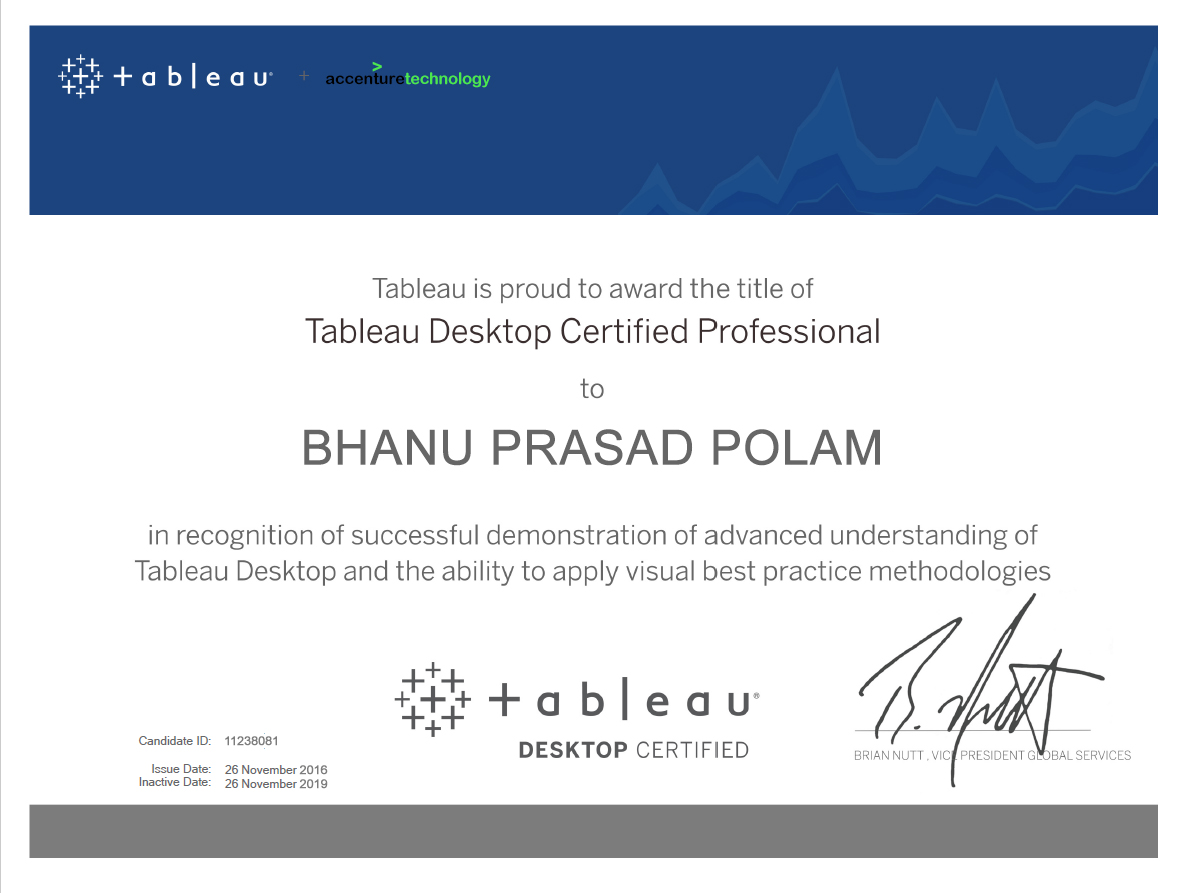 +ableau® + accenturetechnology
>
Tableau is proud to award the title of
Tableau Desktop Certified Professional
to
BHANU PRASAD POLAM
in recognition of successful demonstration of advanced understanding of
Tableau Desktop and the ability to apply visual best practice methodologies
+ableau®
DESKTOP CERTIFIED
B. Nutt
BRIAN NUTT , VICE PRESIDENT GLOBAL SERVICES
Candidate ID: 11238081
Issue Date: 26 November 2016
Inactive Date: 26 November 2019